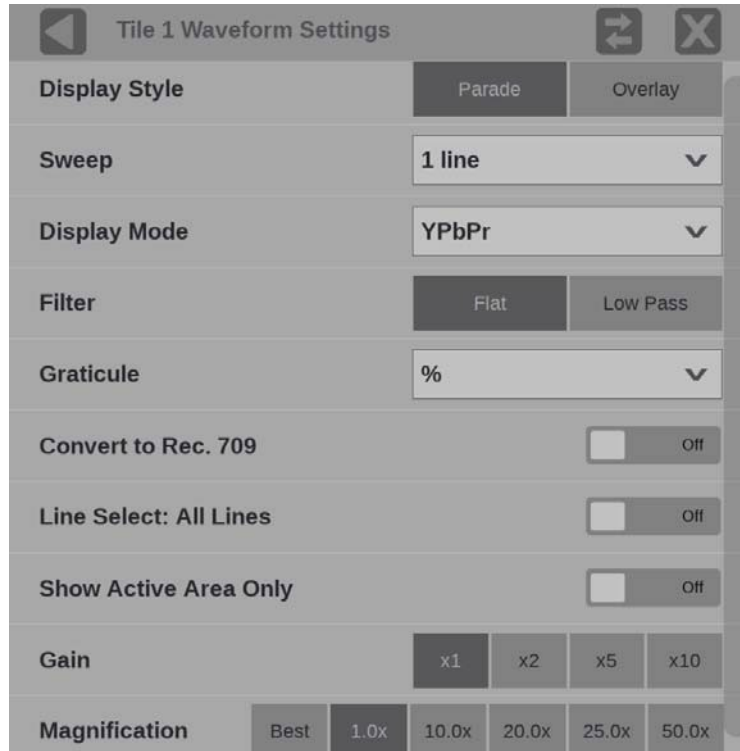 Tile 1 Waveform Settings
Display Style Parade Overlay
Sweep 1 line
Display Mode YPbPr
Filter Flat Low Pass
Graticule %
Convert to Rec. 709 Off
Line Select: All Lines Off
Show Active Area Only Off
Gain x1 x2 x5 x10
Magnification Best 1.0x 10.0x 20.0x 25.0x 50.0x